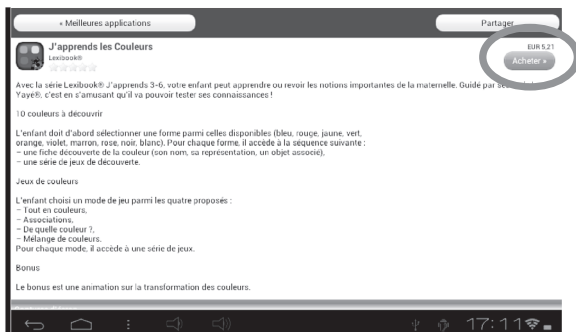 « Meilleures applications
Partager
J'apprends les Couleurs
Lexibook®
EUR 5,21
Acheter »
Avec la série Lexibook® J'apprends 3-6, votre enfant peut apprendre ou revoir les notions importantes de la maternelle. Guidé par
Yayé®, c'est en s'amusant qu'il va pouvoir tester ses connaissances !
10 couleurs à découvrir
L'enfant doit d'abord sélectionner une forme parmi celles disponibles (bleu, rouge, jaune, vert,
orange, violet, marron, rose, noir, blanc). Pour chaque forme, il accède à la séquence suivante :
– une fiche découverte de la couleur (son nom, sa représentation, un objet associé),
– une série de jeux de découverte.
Jeux de couleurs
L'enfant choisi un mode de jeu parmi les quatre proposés :
– Tout en couleurs,
– Associations,
– De quelle couleur ?,
– Mélange de couleurs.
Pour chaque mode, il accède à une série de jeux.
Bonus
Le bonus est une animation sur la transformation des couleurs.
17:11